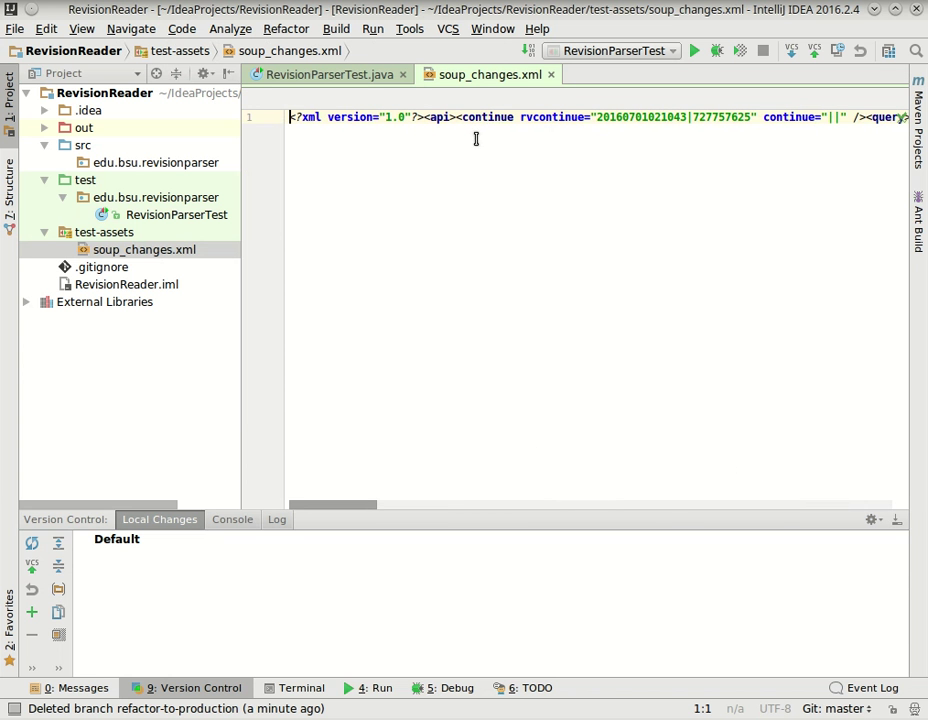 RevisionReader - [~/IdeaProjects/RevisionReader] - [RevisionReader] - ~/IdeaProjects/RevisionReader/test-assets/soup_changes.xml - IntelliJ IDEA 2016.2.4
File Edit View Navigate Code Analyze Refactor Build Run Tools VCS Window Help
RevisionReader test-assets soup_changes.xml RevisionParserTest VCS VCS
1: Project
7: Structure
2: Favorites
Project
RevisionReader ~/IdeaProjects/
.idea
out
src
edu.bsu.revisionparser
test
edu.bsu.revisionparser
RevisionParserTest
test-assets
soup_changes.xml
.gitignore
RevisionReader.iml
External Libraries
RevisionParserTest.java soup_changes.xml
1 <?xml version="1.0"?><api><continue rvcontinue="20160701021043|727757625" continue="||" /><query>
Maven Projects
Ant Build
Version Control: Local Changes Console Log
VCS
Default
0: Messages 9: Version Control Terminal 4: Run 5: Debug 6: TODO Event Log
Deleted branch refactor-to-production (a minute ago) 1:1 n/a UTF-8 Git: master